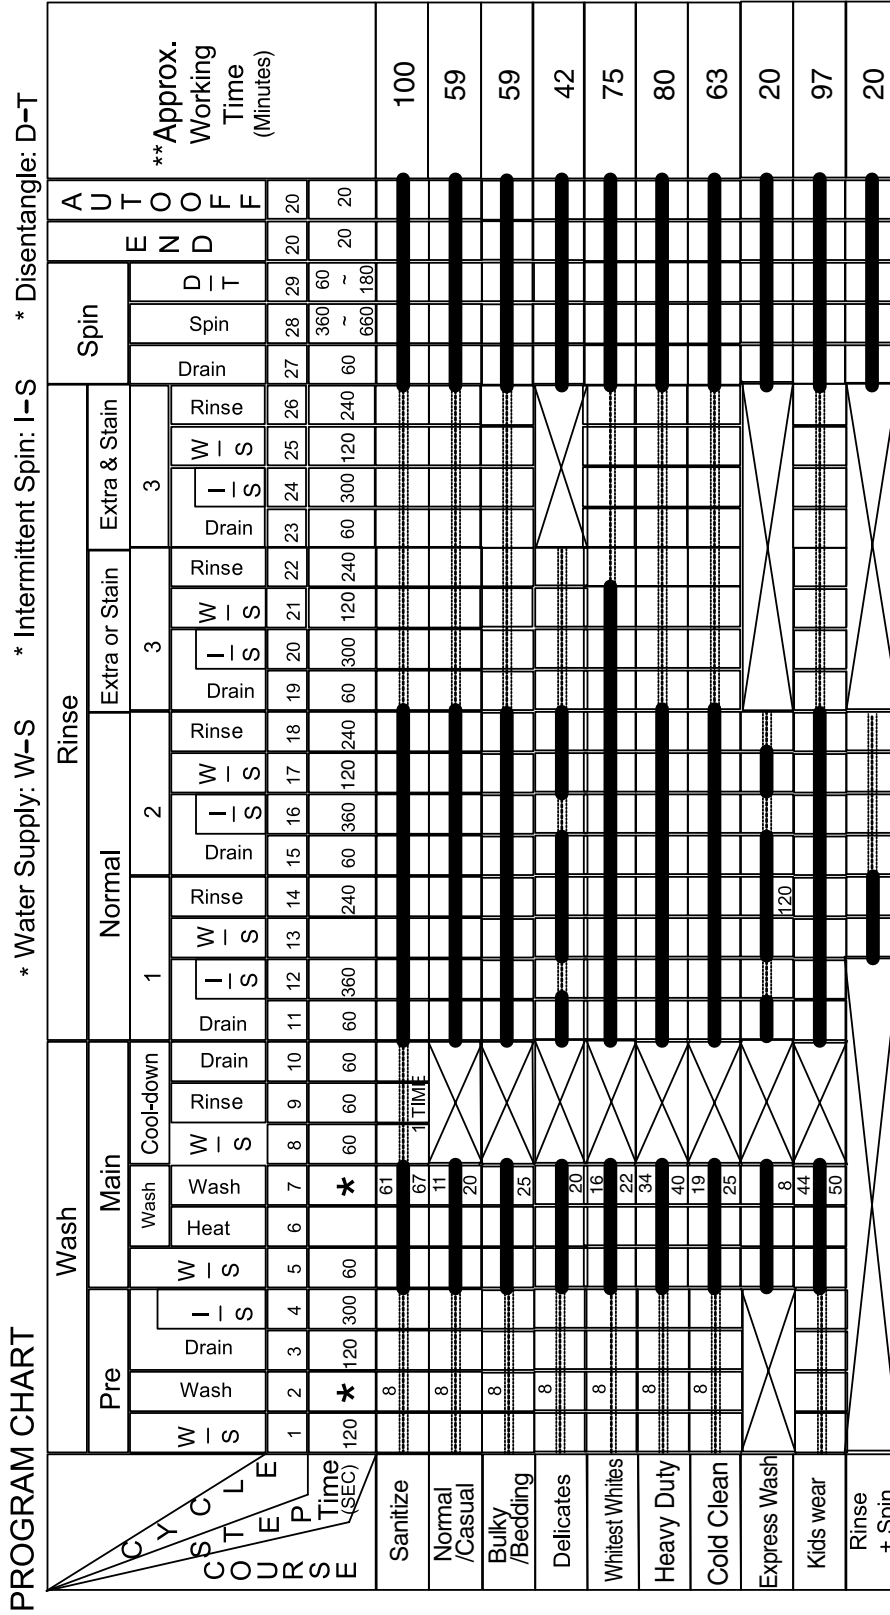 PROGRAM CHART
* Water Supply: W-S * Intermittent Spin: I-S * Disentangle: D-T
CYCLE Wash Rinse Spin END AUTO OFF **Approx. Working Time (Minutes)
Pre Main Normal Extra or Stain Extra & Stain
Wash Cool-down 1 2 3 3
STEP W-S Wash Drain I-S W-S Heat Wash W-S Rinse Drain Drain I-S W-S Rinse Drain I-S W-S Rinse Drain I-S W-S Rinse Drain I-S W-S Rinse Drain Spin D-T
COURSE 1 2 3 4 5 6 7 8 9 10 11 12 13 14 15 16 17 18 19 20 21 22 23 24 25 26 27 28 29 20 20
Time (SEC) 120 * 120 300 60 * 60 60 60 60 360 240 60 360 120 240 60 300 120 240 60 300 120 240 60 360 ~ 660 60 ~ 180 20 20
Sanitize 8 61 67 1 TIME 100
Normal /Casual 8 11 20 59
Bulky /Bedding 8 25 59
Delicates 8 20 42
Whitest Whites 8 16 22 75
Heavy Duty 8 34 40 80
Cold Clean 8 19 25 63
Express Wash 8 120 20
Kids wear 44 50 97
Rinse + Spin 20